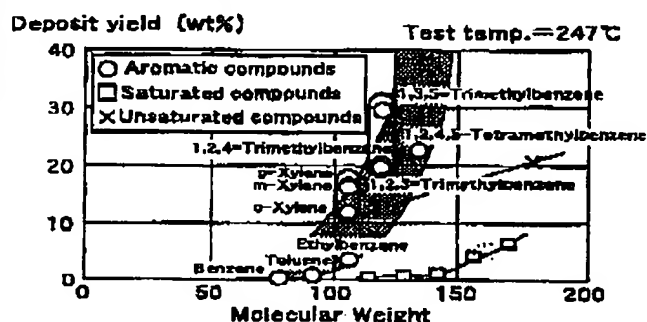 Deposit yield (wt%)
Test temp.=247℃
40
30
20
10
0
○ Aromatic compounds
□ Saturated compounds
× Unsaturated compounds
1,3,5-Trimethylbenzene
1,2,4,5-Tetramethylbenzene
1,2,4-Trimethylbenzene
p-Xylene
m-Xylene
1,2,3-Trimethylbenzene
o-Xylene
Ethylbenzene
Toluene
Benzene
0
50
100
150
200
Molecular Weight